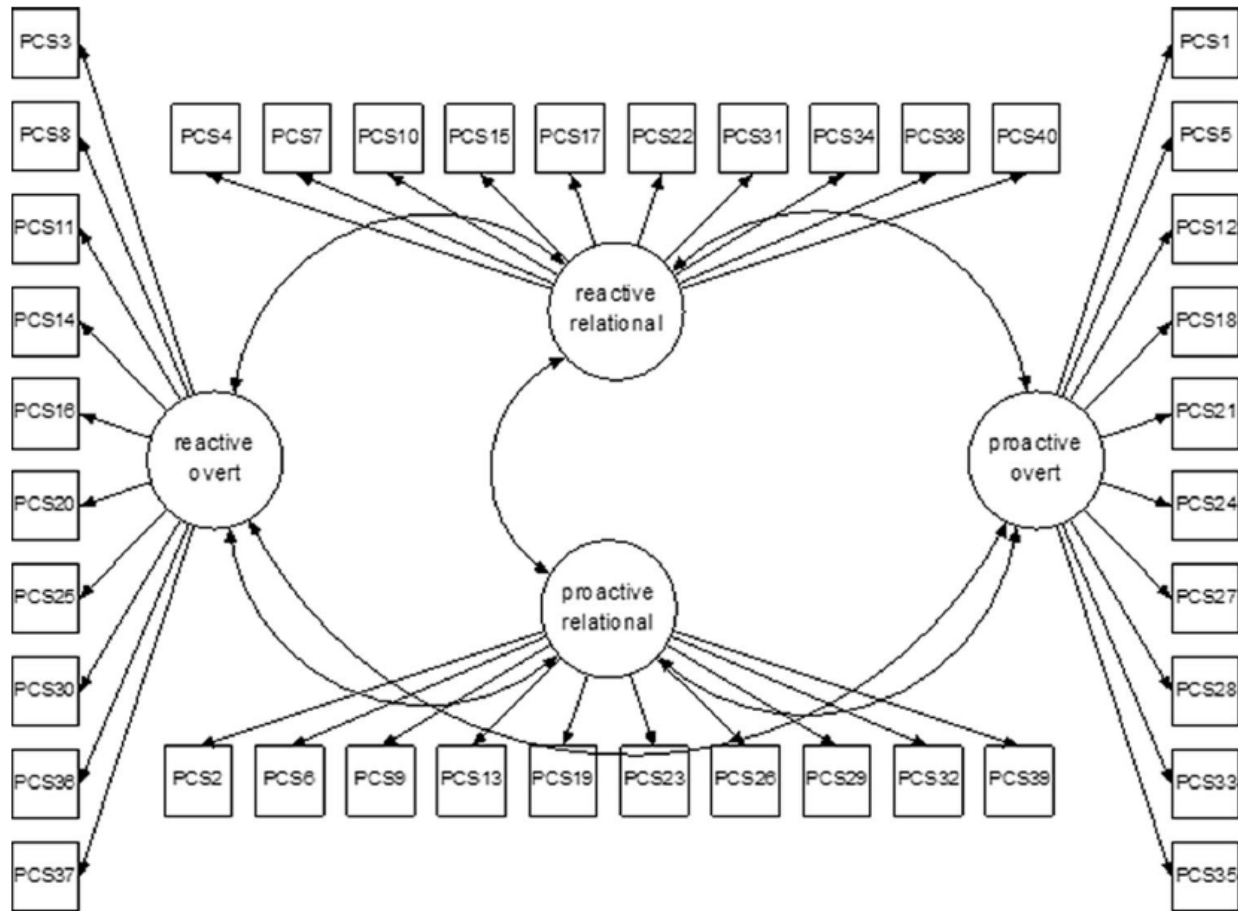 PCS3
PCS1
PCS8
PCS4
PCS7
PCS10
PCS15
PCS17
PCS22
PCS31
PCS34
PCS38
PCS40
PCS5
PCS11
PCS12
PCS14
reactive
relational
PCS18
PCS16
PCS21
reactive
overt
proactive
overt
PCS20
PCS24
PCS25
proactive
relational
PCS27
PCS30
PCS28
PCS36
PCS2
PCS6
PCS9
PCS13
PCS19
PCS23
PCS26
PCS29
PCS32
PCS39
PCS33
PCS37
PCS35